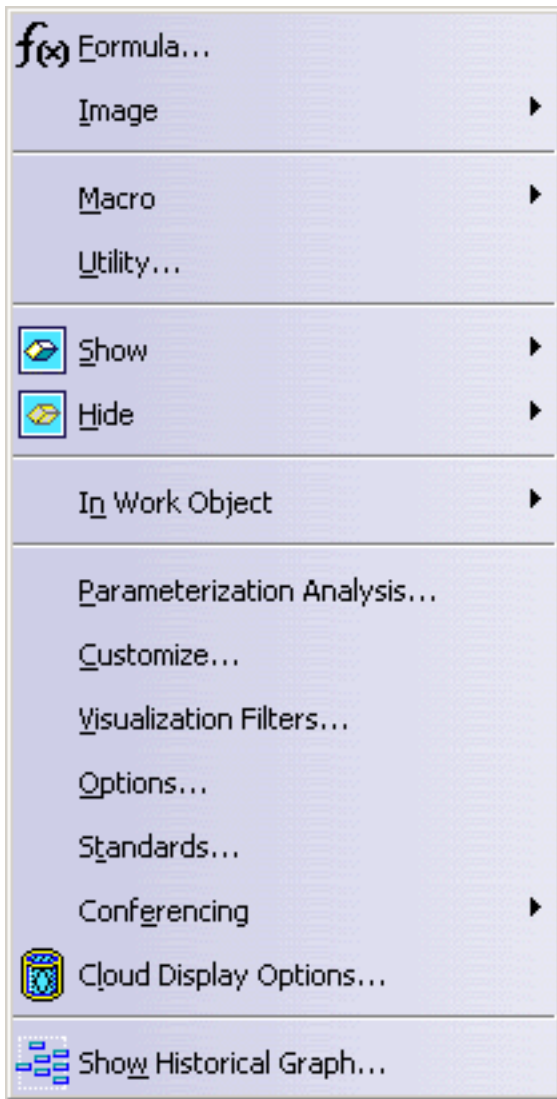 f(x) Formula...
Image
Macro
Utility...
Show
Hide
In Work Object
Parameterization Analysis...
Customize...
Visualization Filters...
Options...
Standards...
Conferencing
Cloud Display Options...
Show Historical Graph...